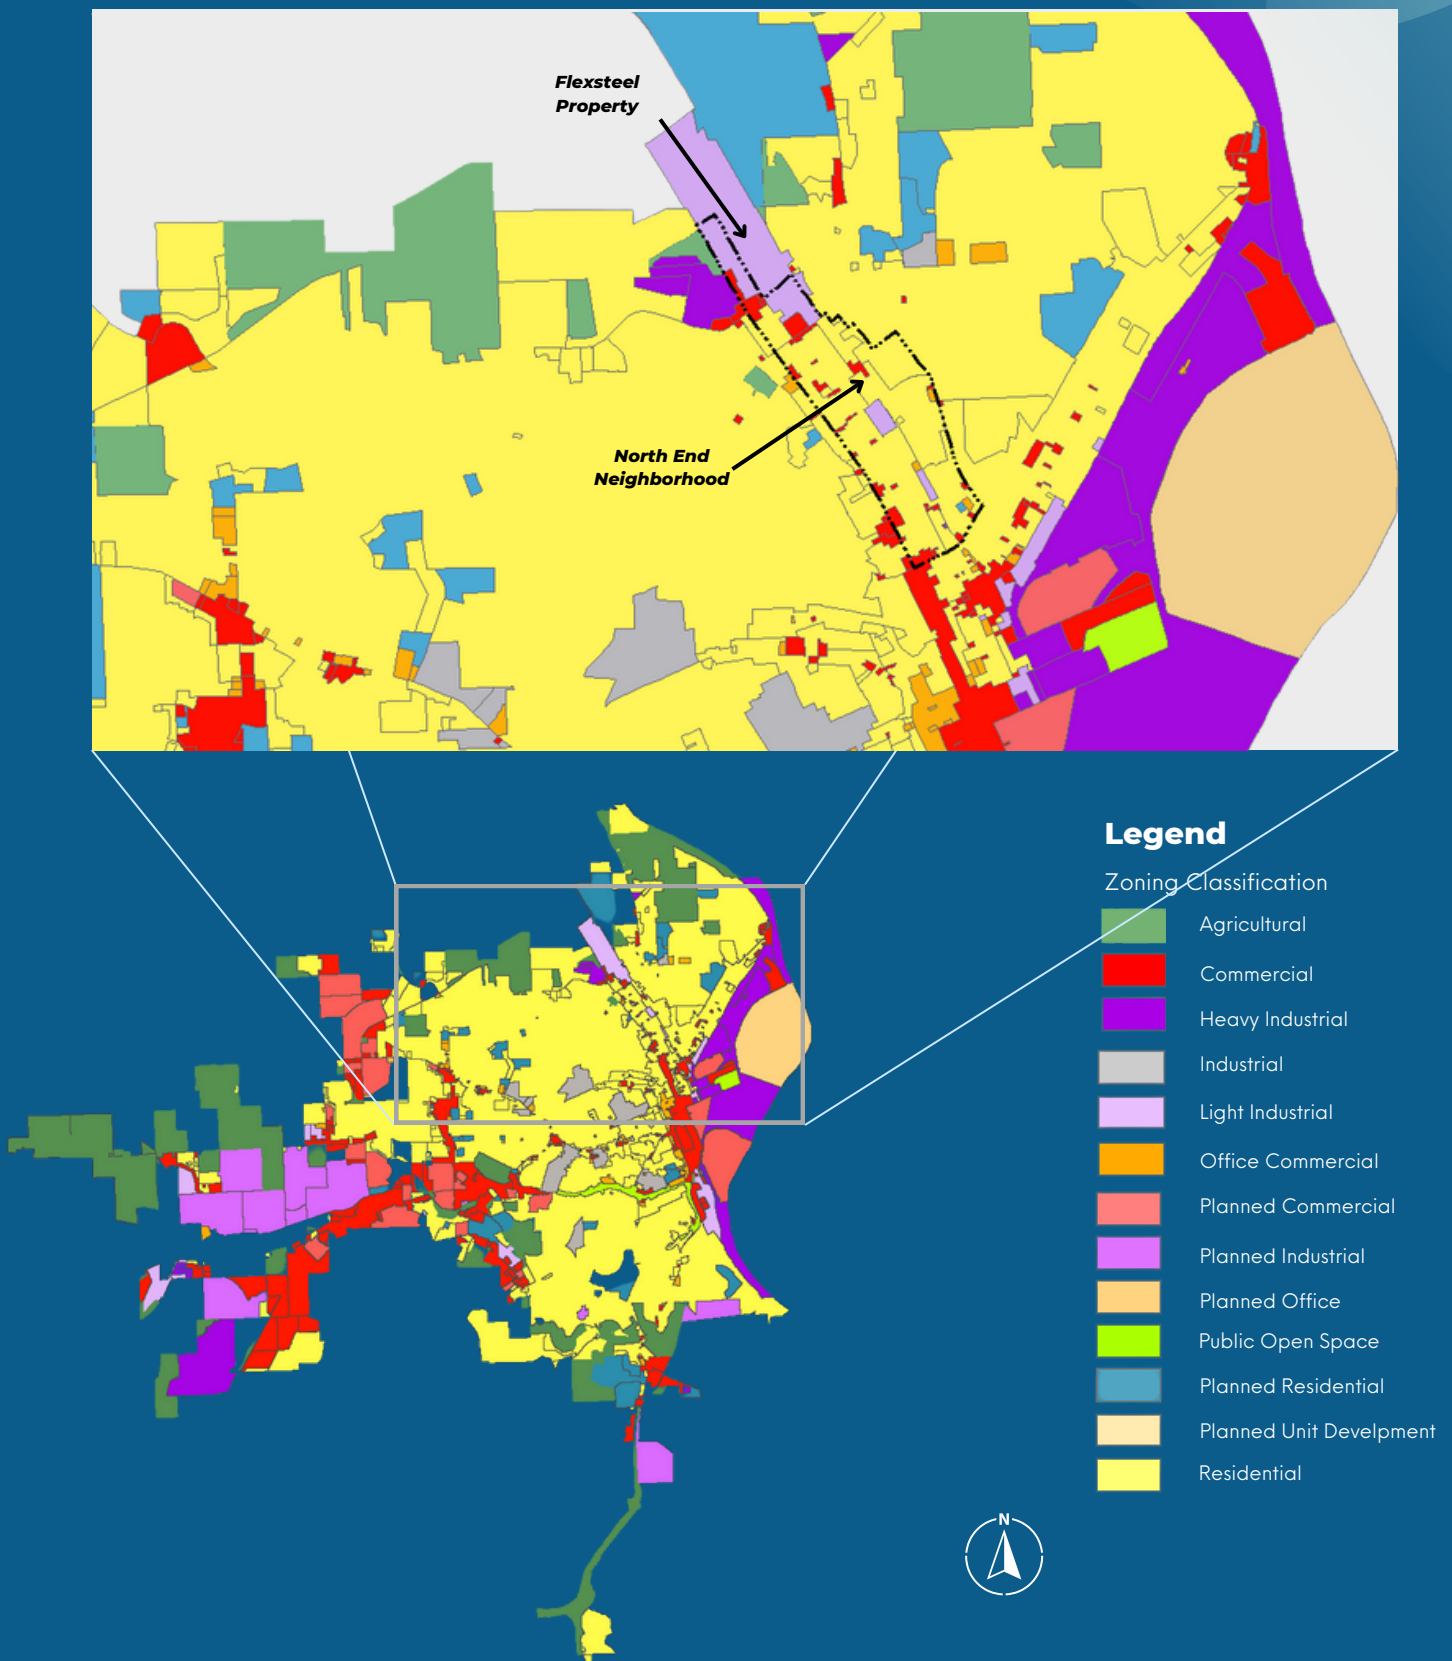 Flexsteel
Property
North End
Neighborhood
Legend
Zoning Classification
Agricultural
Commercial
Heavy Industrial
Industrial
Light Industrial
Office Commercial
Planned Commercial
Planned Industrial
Planned Office
Public Open Space
Planned Residential
Planned Unit Develpment
Residential
N